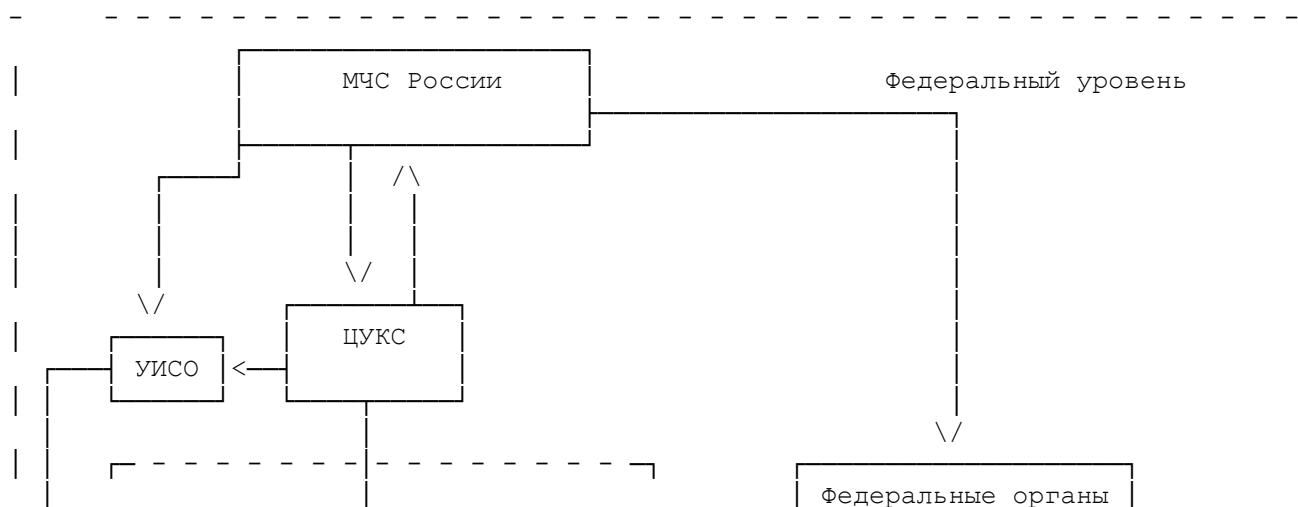 МЧС России
Федеральный уровень
ЦУКС
УИСО
Федеральные органы